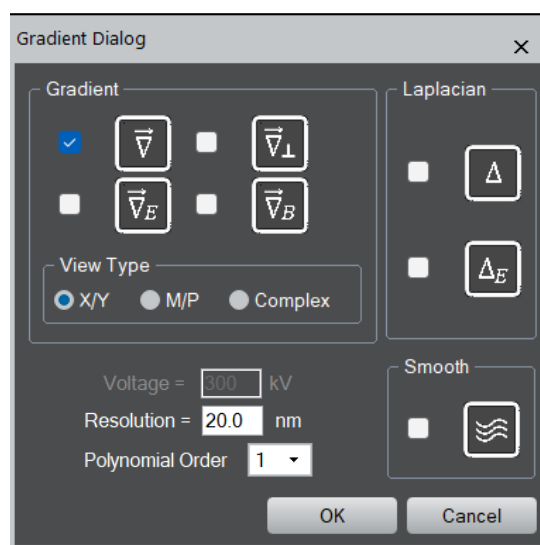 Gradient Dialog
Gradient
∇⃗
∇⃗⊥
∇⃗E
∇⃗B
View Type
X/Y M/P Complex
Laplacian
Δ
ΔE
Voltage = 300 kV
Resolution = 20.0 nm
Polynomial Order 1
Smooth
OK Cancel